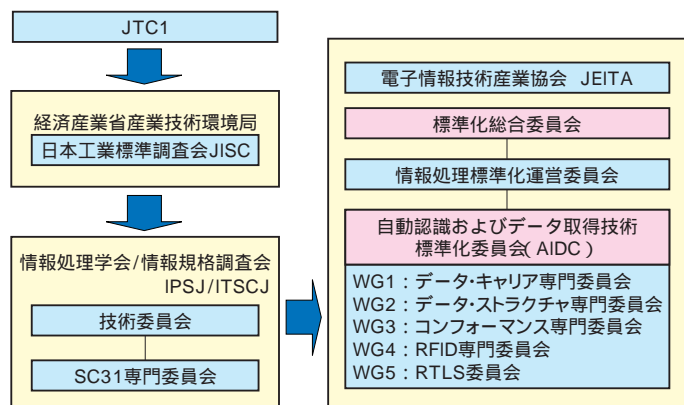 JTC1
経済産業省産業技術環境局
日本工業標準調査会JISC
情報処理学会/情報規格調査会
IPSJ/ITSCJ
技術委員会
SC31専門委員会
電子情報技術産業協会 JEITA
標準化総合委員会
情報処理標準化運営委員会
自動認識およびデータ取得技術
標準化委員会(AIDC)
WG1:データ・キャリア専門委員会
WG2:データ・ストラクチャ専門委員会
WG3:コンフォーマンス専門委員会
WG4:RFID専門委員会
WG5:RTLS委員会